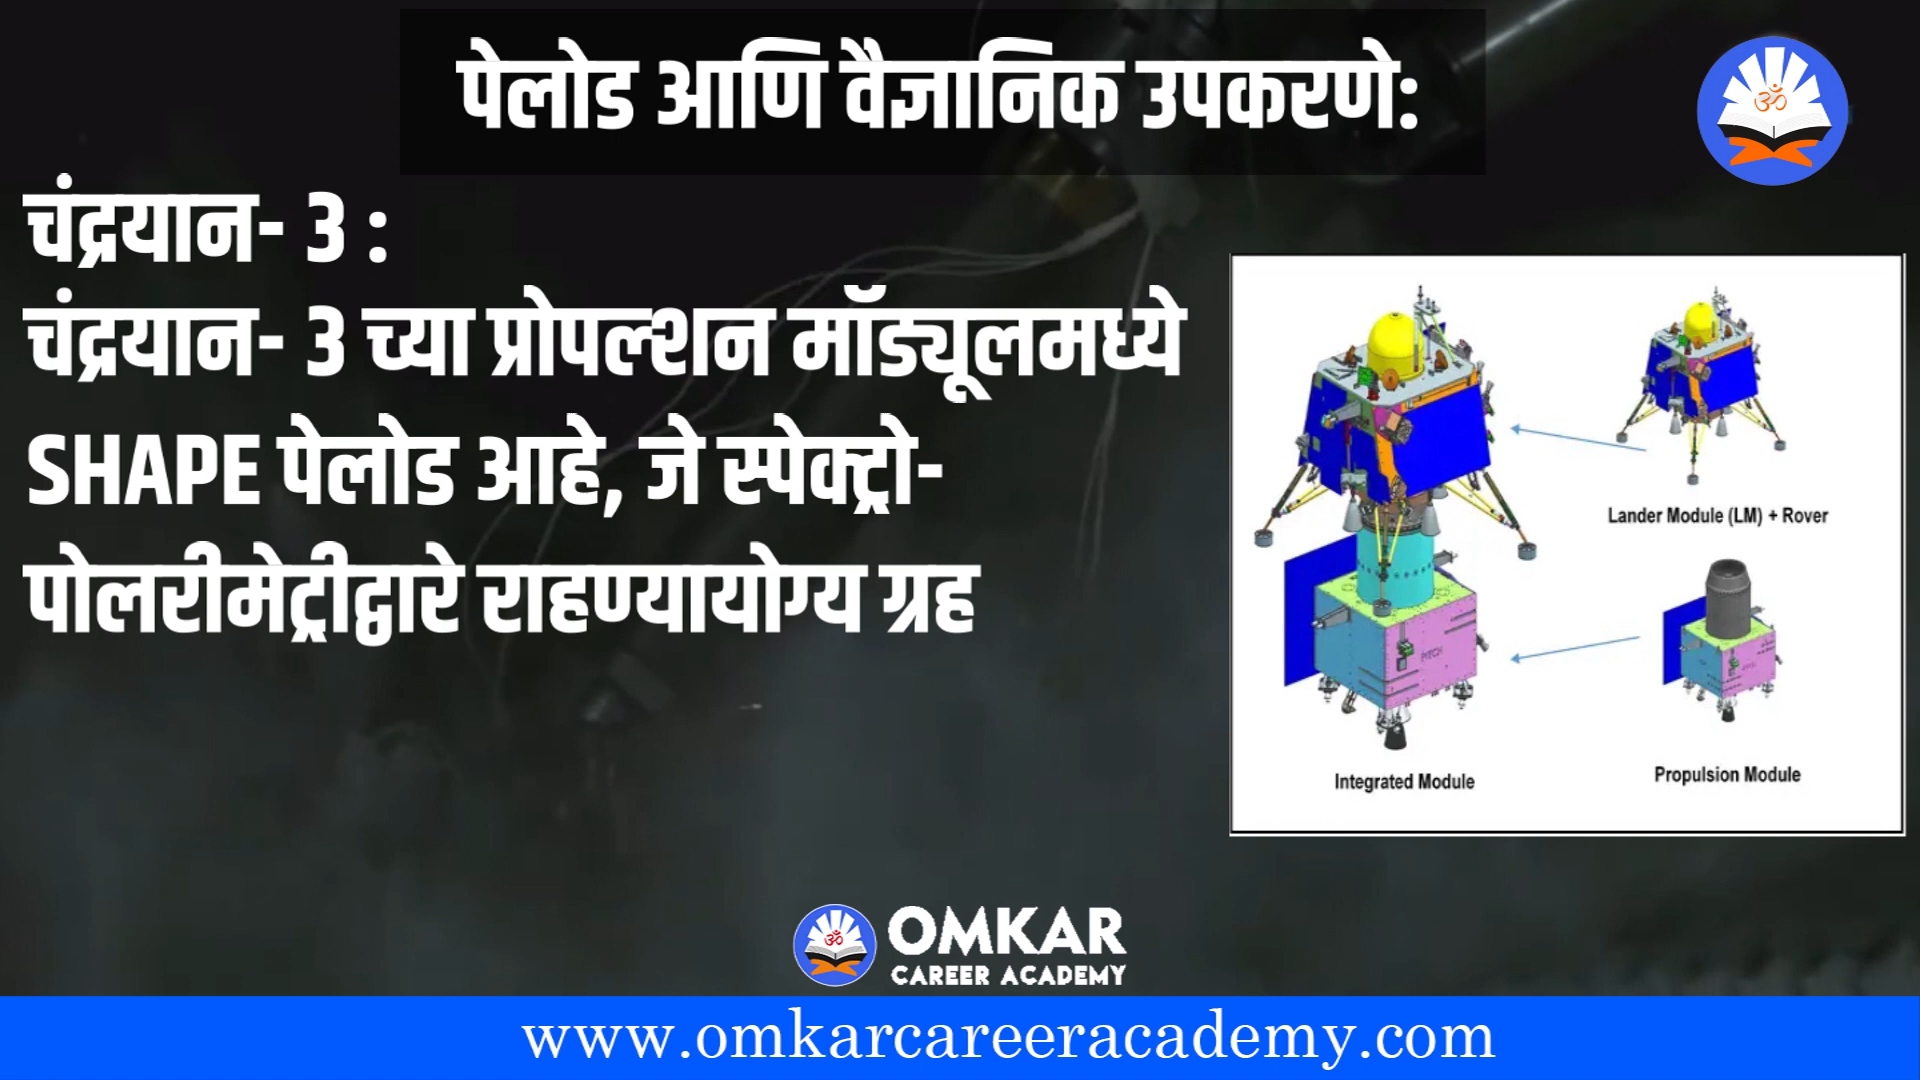 पेलोड आणि वैज्ञानिक उपकरणे:
चंद्रयान- 3 :
चंद्रयान- 3 च्या प्रोपल्शन मॉड्यूलमध्ये
SHAPE पेलोड आहे, जे स्पेक्ट्रो-
पोलरीमेट्रीद्वारे राहण्यायोग्य ग्रह
Lander Module (LM) + Rover
PITCH
Integrated Module
Propulsion Module
ॐ
ॐ
OMKAR
CAREER ACADEMY
www.omkarcareeracademy.com